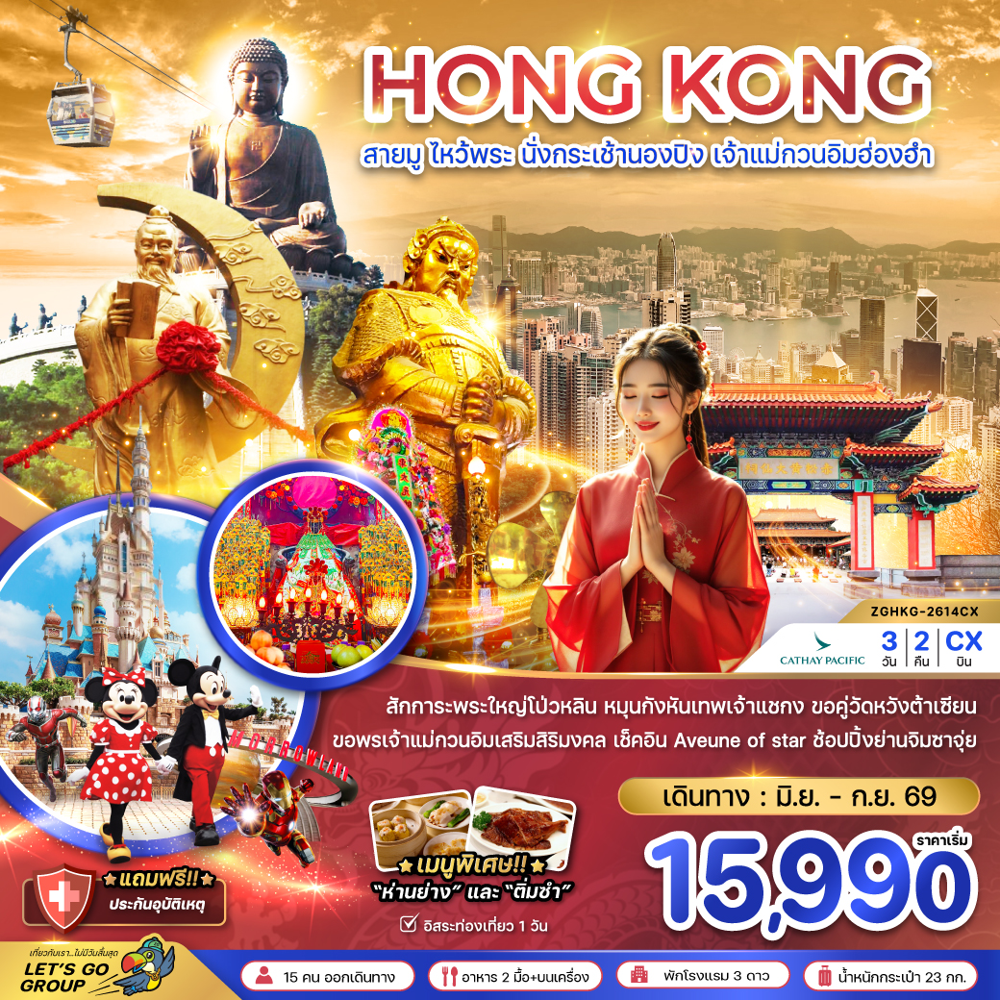 HONG KONG
สายมู ไหว้พระ นั่งกระเช้านองปิง เจ้าแม่กวนอิมฮ่องฮำ
ZGHKG-2614CX
CATHAY PACIFIC
3 วัน
2 คืน
CX บิน
สักการะพระใหญ่โป่วหลิน หมุนกังหันเทพเจ้าแชกง ขอคู่วัดหวังต้าเซียน
ขอพรเจ้าแม่กวนอิมเสริมสิริมงคล เช็คอิน Aveune of star ช้อปปิ้งย่านจิมซาจุ่ย
เดินทาง : มิ.ย. - ก.ย. 69
ราคาเริ่ม
15,990
เมนูพิเศษ!!
“ห่านย่าง” และ “ติ่มซำ”
อิสระท่องเที่ยว 1 วัน
แถมฟรี!!
ประกันอุบัติเหตุ
เที่ยวกับเรา...ไม่มีวันสิ้นสุด
LET'S GO
GROUP
15 คน ออกเดินทาง
อาหาร 2 มื้อ+บนเครื่อง
พักโรงแรม 3 ดาว
น้ำหนักกระเป๋า 23 กก.